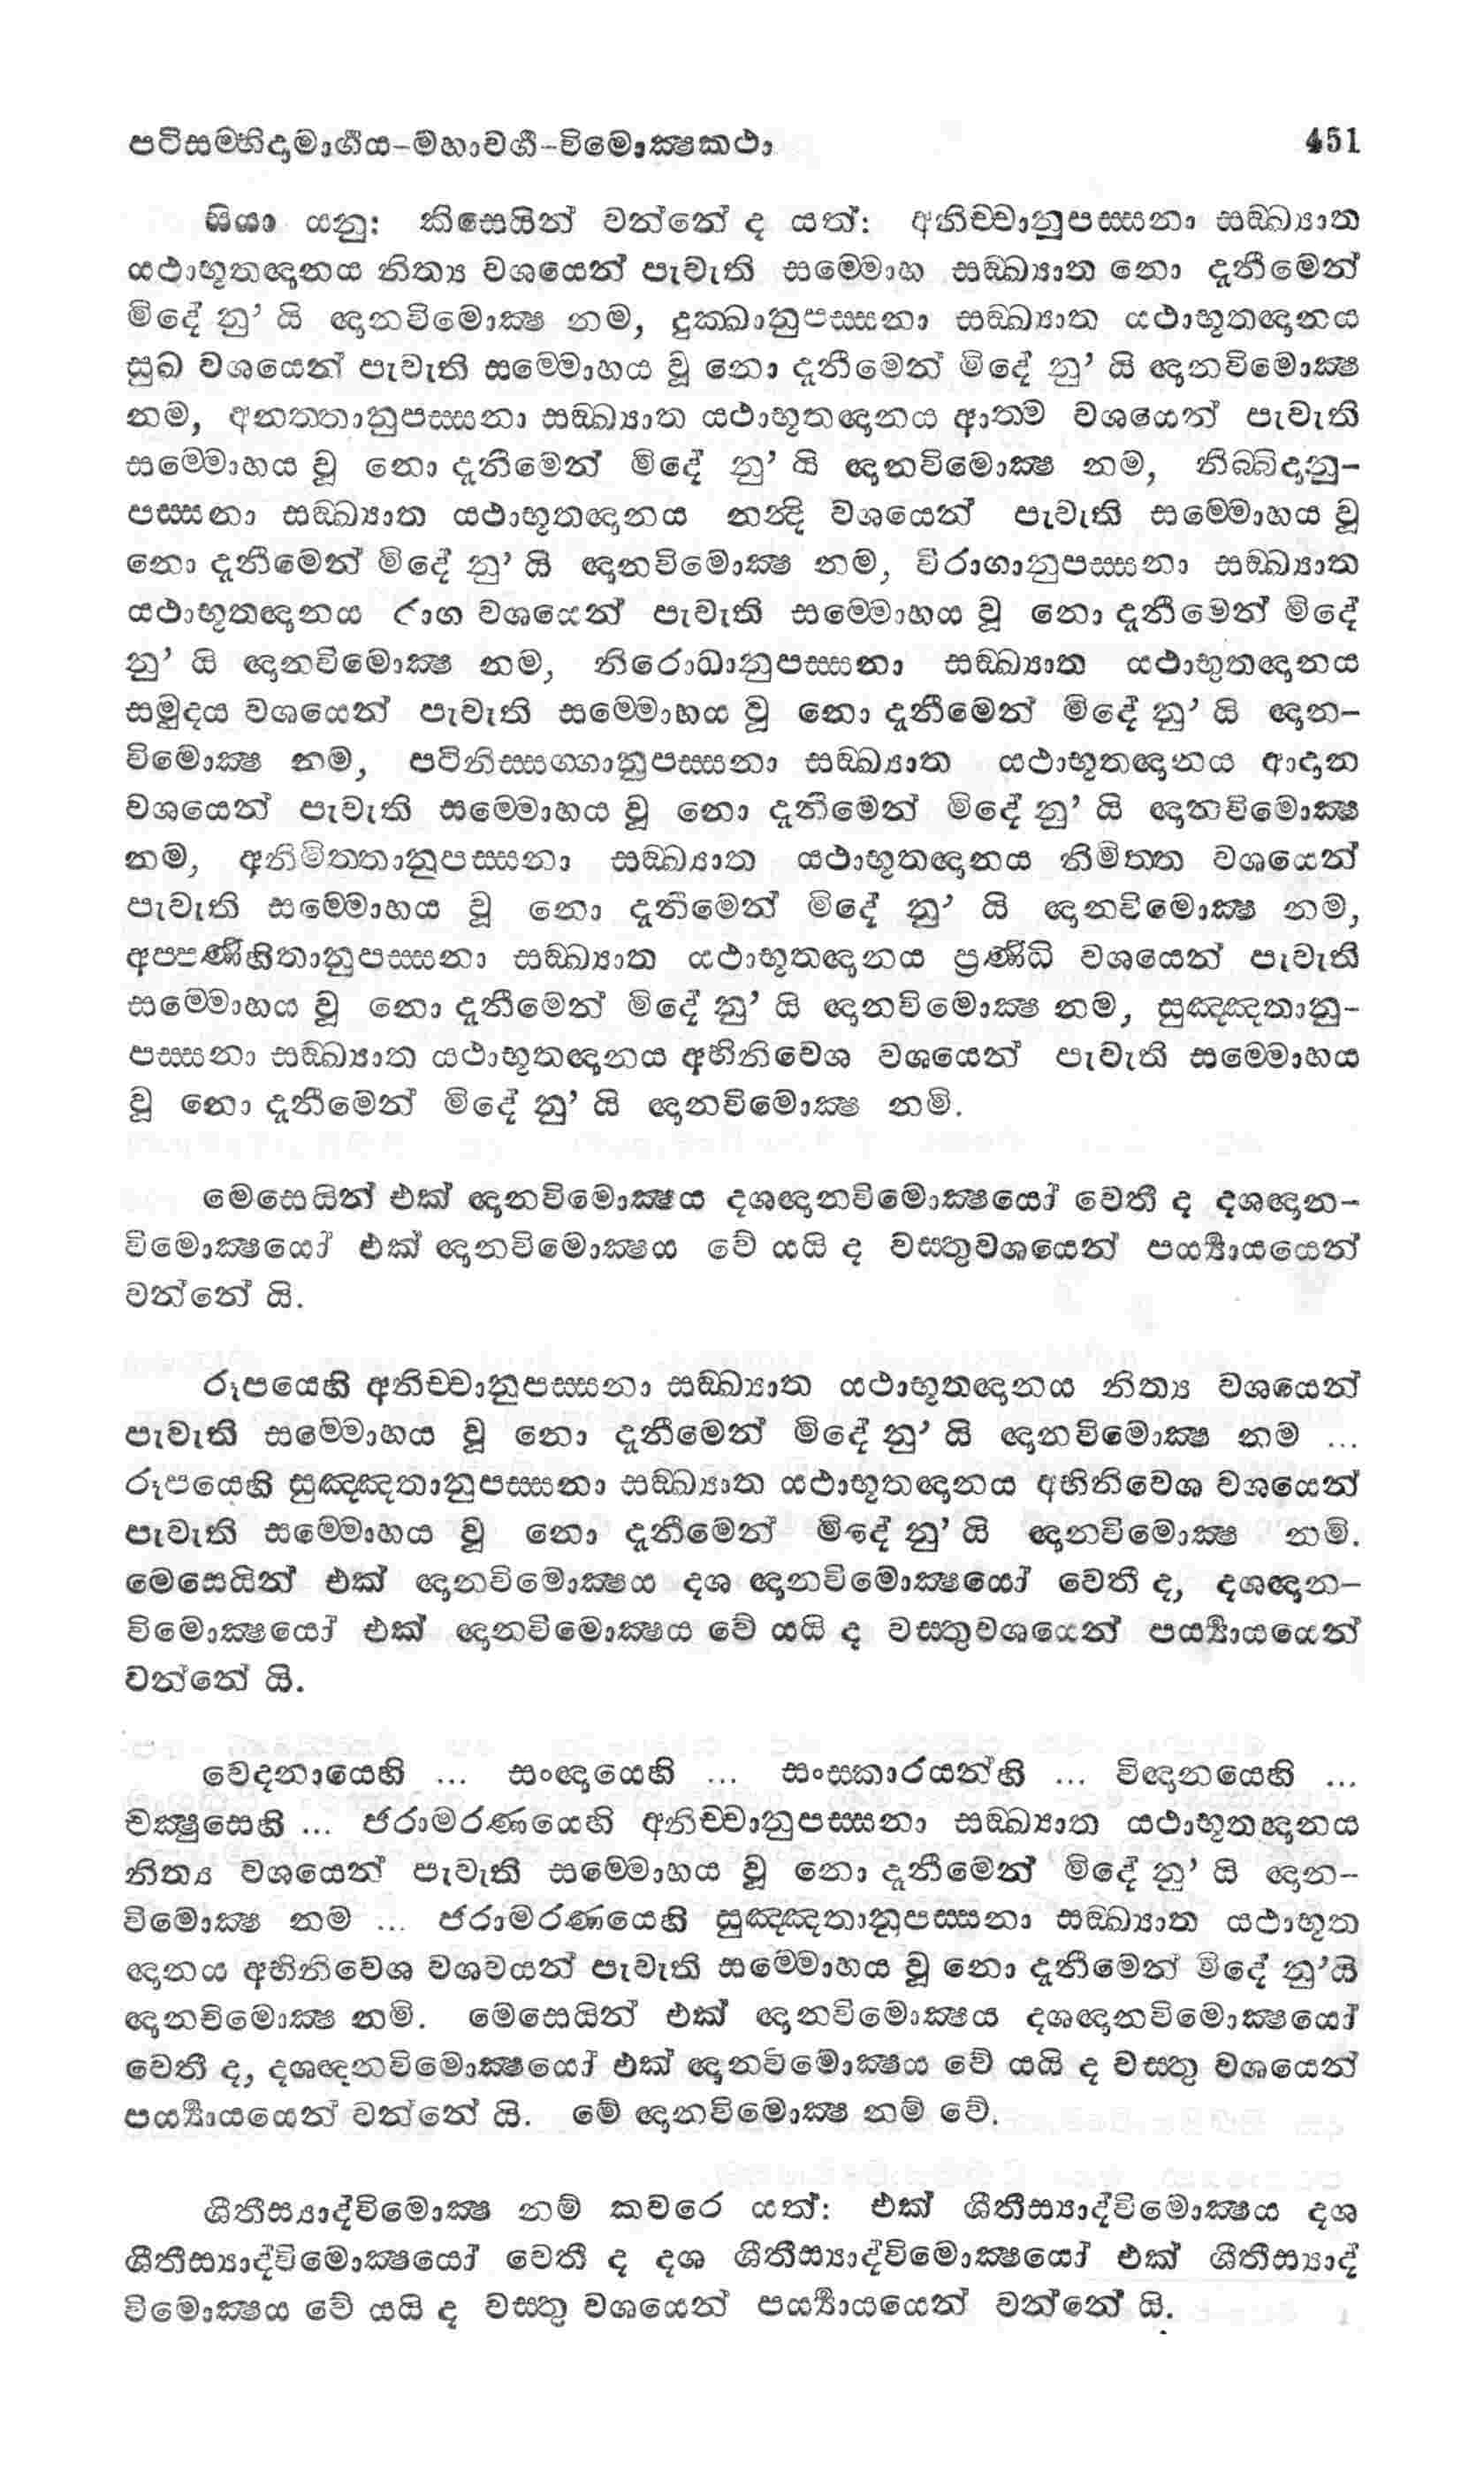 පටිසම්භිදාමාර්ගය-මහාවර්ග-විමොක්‍ෂකථා 451
සියා යනු: කිසෙයින් වන්නේ ද යත්: අනිච්චානුපස්සනා සඞ්ඛ්‍යාත
යථාභූතඥානය නිත්‍ය වශයෙන් පැවැති සම්මොහ සඞ්ඛ්‍යාත නො දැනීමෙන්
මිදේ නු’ යි ඥානවිමොක්‍ෂ නම, දුක්ඛානුපස්සනා සඞ්ඛ්‍යාත යථාභූතඥානය
සුඛ වශයෙන් පැවැති සම්මොහය වූ නො දැනීමෙන් මිදේ නු’ යි ඥානවිමොක්‍ෂ
නම, අනත්තානුපස්සනා සඞ්ඛ්‍යාත යථාභූතඥානය ආත්ම වශයෙන් පැවැති
සම්මොහය වූ නො දැනීමෙන් මිදේ නු’ යි ඥානවිමොක්‍ෂ නම, නිබ්බිදානු-
පස්සනා සඞ්ඛ්‍යාත යථාභූතඥානය නන්‍දි වශයෙන් පැවැති සම්මොහය වූ
නො දැනීමෙන් මිදේ නු’ යි ඥානවිමොක්‍ෂ නම, විරාගානුපස්සනා සඞ්ඛ්‍යාත
යථාභූතඥානය රාග වශයෙන් පැවැති සම්මොහය වූ නො දැනීමෙන් මිදේ
නු’ යි ඥානවිමොක්‍ෂ නම, නිරොධානුපස්සනා සඞ්ඛ්‍යාත යථාභූතඥානය
සමුදය වශයෙන් පැවැති සම්මොහය වූ නො දැනීමෙන් මිදේ නු’ යි ඥාන-
විමොක්‍ෂ නම, පටිනිස්සග්ගානුපස්සනා සඞ්ඛ්‍යාත යථාභූතඥානය ආදාන
වශයෙන් පැවැති සම්මොහය වූ නො දැනීමෙන් මිදේ නු’ යි ඥානවිමොක්‍ෂ
නම, අනිමිත්තානුපස්සනා සඞ්ඛ්‍යාත යථාභූතඥානය නිමිත්ත වශයෙන්
පැවැති සම්මොහය වූ නො දැනීමෙන් මිදේ නු’ යි ඥානවිමොක්‍ෂ නම,
අප්පණිහිතානුපස්සනා සඞ්ඛ්‍යාත යථාභූතඥානය ප්‍රණිධි වශයෙන් පැවැති
සම්මොහය වූ නො දැනීමෙන් මිදේ නු’ යි ඥානවිමොක්‍ෂ නම, සුඤ්ඤතානු-
පස්සනා සඞ්ඛ්‍යාත යථාභූතඥානය අභිනිවෙශ වශයෙන් පැවැති සම්මොහය
වූ නො දැනීමෙන් මිදේ නු’ යි ඥානවිමොක්‍ෂ නමි.
මෙසෙයින් එක් ඥානවිමොක්‍ෂය දශඥානවිමොක්‍ෂයෝ වෙති ද දශඥාන-
විමොක්‍ෂයෝ එක් ඥානවිමොක්‍ෂය වේ යයි ද වස්තුවශයෙන් පර්‍ය්‍යායයෙන්
වන්නේ යි.
රූපයෙහි අනිච්චානුපස්සනා සඞ්ඛ්‍යාත යථාභූතඥානය නිත්‍ය වශයෙන්
පැවැති සම්මොහය වූ නො දැනීමෙන් මිදේ නු’ යි ඥානවිමොක්‍ෂ නම ...
රූපයෙහි සුඤ්ඤතානුපස්සනා සඞ්ඛ්‍යාත යථාභූතඥානය අභිනිවෙශ වශයෙන්
පැවැති සම්මොහය වූ නො දැනීමෙන් මිදේ නු’ යි ඥානවිමොක්‍ෂ නමි.
මෙසෙයින් එක් ඥානවිමොක්‍ෂය දශ ඥානවිමොක්‍ෂයෝ වෙති ද, දශඥාන-
විමොක්‍ෂයෝ එක් ඥානවිමොක්‍ෂය වේ යයි ද වස්තුවශයෙන් පර්‍ය්‍යායයෙන්
වන්නේ යි.
වෙදනායෙහි ... සංඥායෙහි ... සංස්කාරයන්හි ... විඥානයෙහි ...
චක්‍ෂුසෙහි ... ජරාමරණයෙහි අනිච්චානුපස්සනා සඞ්ඛ්‍යාත යථාභූතඥානය
නිත්‍ය වශයෙන් පැවැති සම්මොහය වූ නො දැනීමෙන් මිදේ නු’ යි ඥාන-
විමොක්‍ෂ නම ... ජරාමරණයෙහි සුඤ්ඤතානුපස්සනා සඞ්ඛ්‍යාත යථාභූත
ඥානය අභිනිවෙශ වශවයන් පැවැති සම්මොහය වූ නො දැනීමෙන් මිදේ නු’යි
ඥානවිමොක්‍ෂ නමි. මෙසෙයින් එක් ඥානවිමොක්‍ෂය දශඥානවිමොක්‍ෂයෝ
වෙති ද, දශඥානවිමොක්‍ෂයෝ එක් ඥානවිමොක්‍ෂය වේ යයි ද වස්තු වශයෙන්
පර්‍ය්‍යායයෙන් වන්නේ යි. මේ ඥානවිමොක්‍ෂ නම් වේ.
ශීතීස්‍යාද්විමොක්‍ෂ නම් කවරෙ යත්: එක් ශීතීස්‍යාද්විමොක්‍ෂය දශ
ශීතීස්‍යාද්විමොක්‍ෂයෝ වෙති ද දශ ශීතීස්‍යාද්විමොක්‍ෂයෝ එක් ශීතීස්‍යාද්
විමොක්‍ෂය වේ යයි ද වස්තු වශයෙන් පර්‍ය්‍යායයෙන් වන්නේ යි.